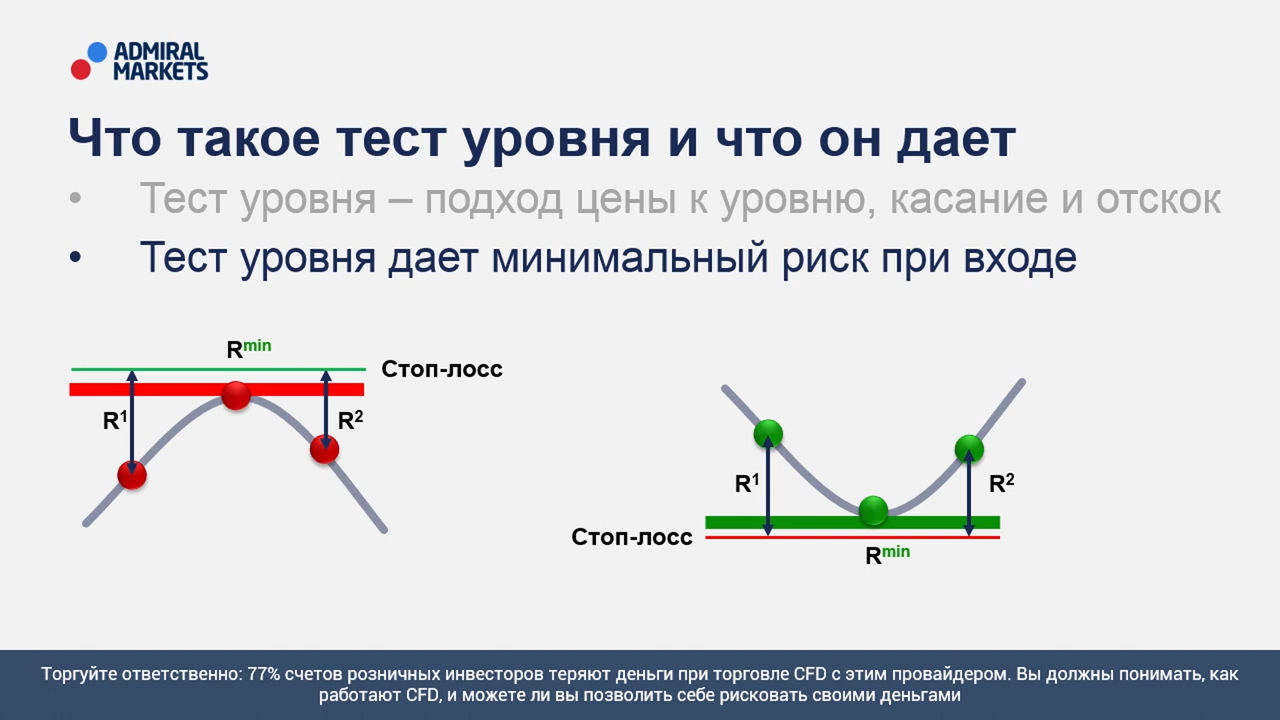 ADMIRAL
MARKETS
Что такое тест уровня и что он дает
• Тест уровня – подход цены к уровню, касание и отскок
• Тест уровня дает минимальный риск при входе
Rmin
Стоп-лосс
R1
R2
R1
R2
Стоп-лосс
Rmin
Торгуйте ответственно: 77% счетов розничных инвесторов теряют деньги при торговле CFD с этим провайдером. Вы должны понимать, как
работают CFD, и можете ли вы позволить себе рисковать своими деньгами